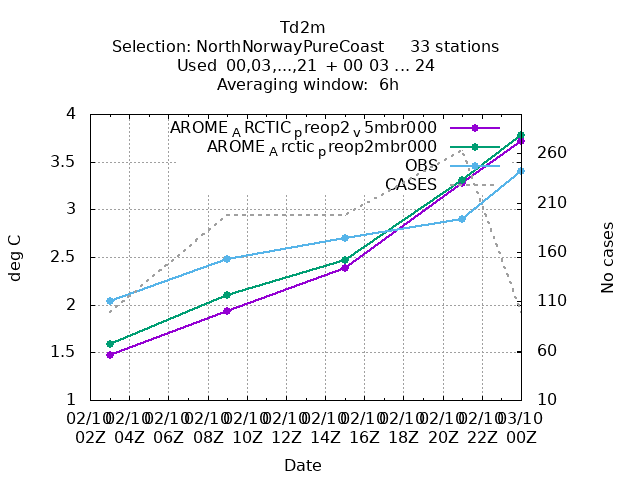 Td2m
Selection: NorthNorwayPureCoast 33 stations
Used 00,03,...,21 + 00 03 ... 24
Averaging window: 6h
AROME_ARCTIC_preop2_v5mbr000
AROME_Arctic_preop2mbr000
OBS
CASES
4
3.5
3
2.5
2
1.5
1
deg C
260
210
160
110
60
10
No cases
02/10 02/10 02/10 02/10 02/10 02/10 02/10 02/10 02/10 02/10 02/10 03/10
02Z 04Z 06Z 08Z 10Z 12Z 14Z 16Z 18Z 20Z 22Z 00Z
Date